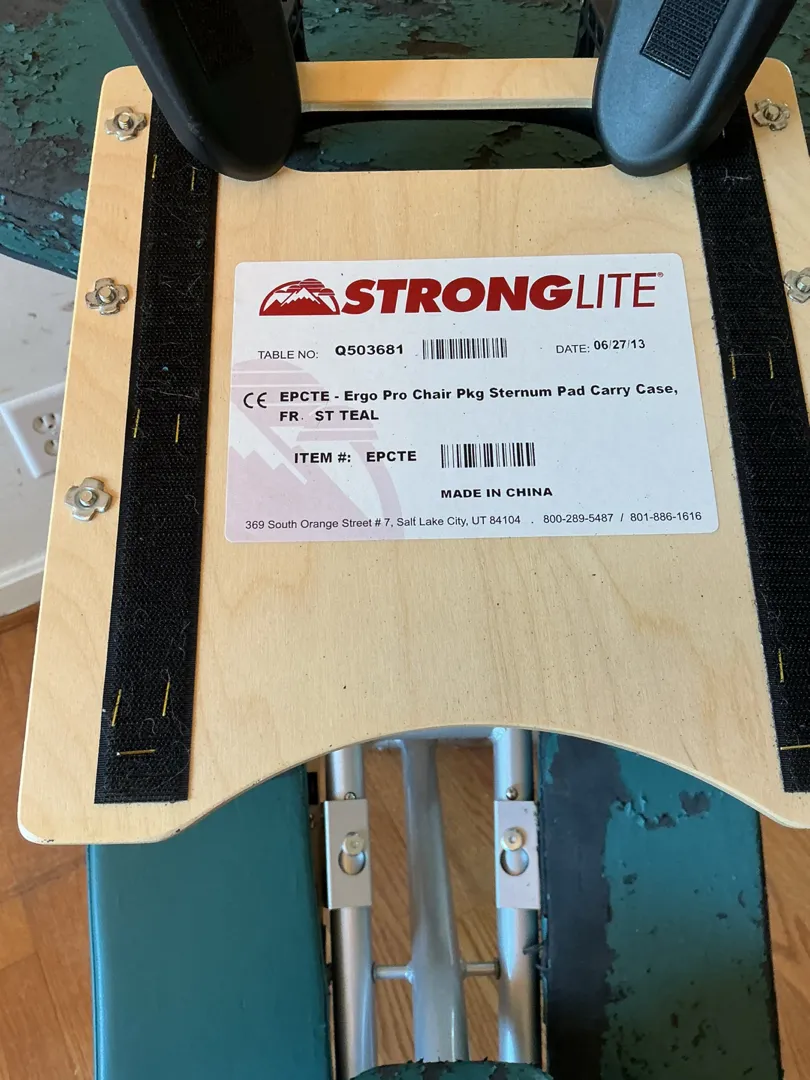 STRONGLITE®
TABLE NO: Q503681 DATE: 06/27/13
CE EPCTE - Ergo Pro Chair Pkg Sternum Pad Carry Case,
FR. ST TEAL
ITEM #: EPCTE
MADE IN CHINA
369 South Orange Street # 7, Salt Lake City, UT 84104 . 800-289-5487 / 801-886-1616